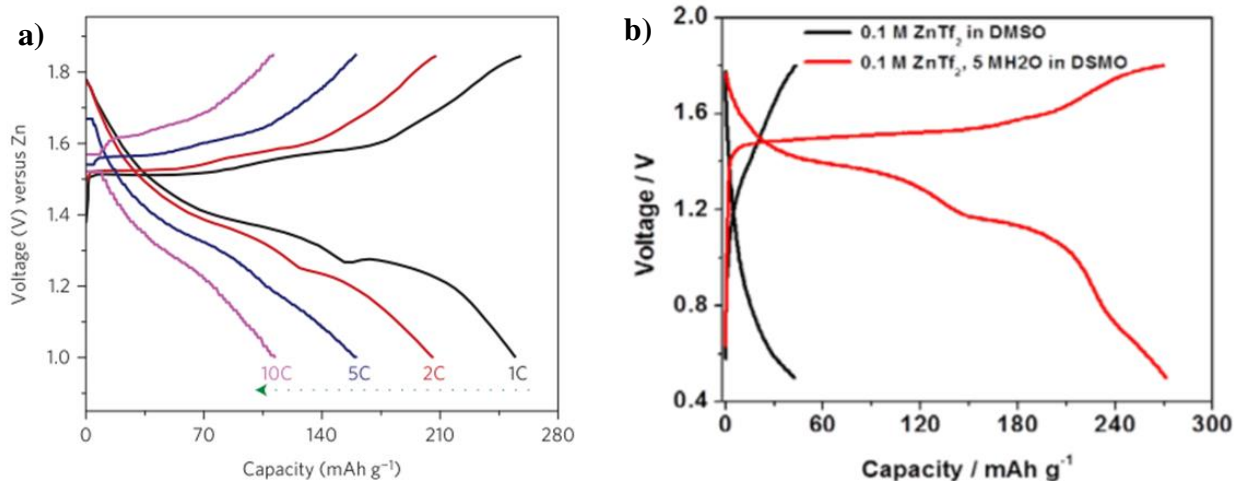 a)
Voltage (V) versus Zn
1.8
1.6
1.4
1.2
1.0
10C 5C 2C 1C
0 70 140 210 280
Capacity (mAh g⁻¹)
b)
Voltage / V
2.0
1.6
1.2
0.8
0.4
0.1 M ZnTf₂ in DMSO
0.1 M ZnTf₂, 5 MH2O in DSMO
0 60 120 180 240 300
Capacity / mAh g⁻¹